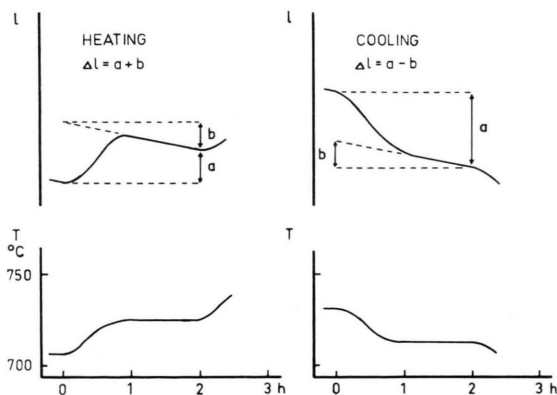 l
HEATING
Δl = a + b
b
a
l
COOLING
Δl = a - b
a
b
T
°C
750
700
0
1
2
3 h
T
0
1
2
3 h